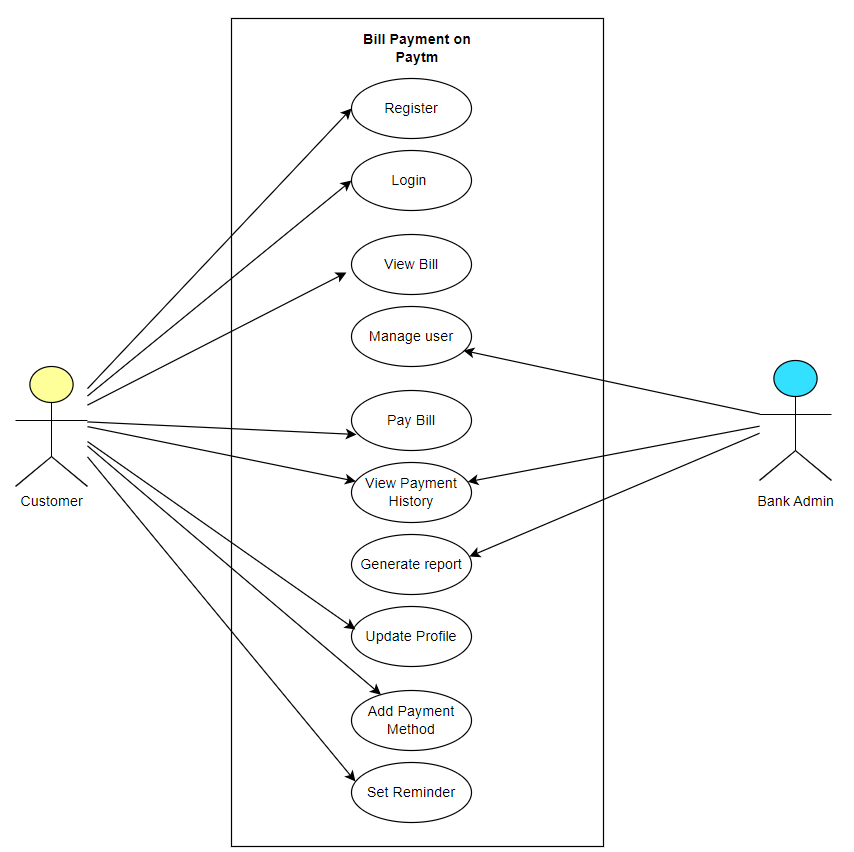 Bill Payment on
Paytm
Register
Login
View Bill
Manage user
Pay Bill
View Payment
History
Generate report
Update Profile
Add Payment
Method
Set Reminder
Customer
Bank Admin